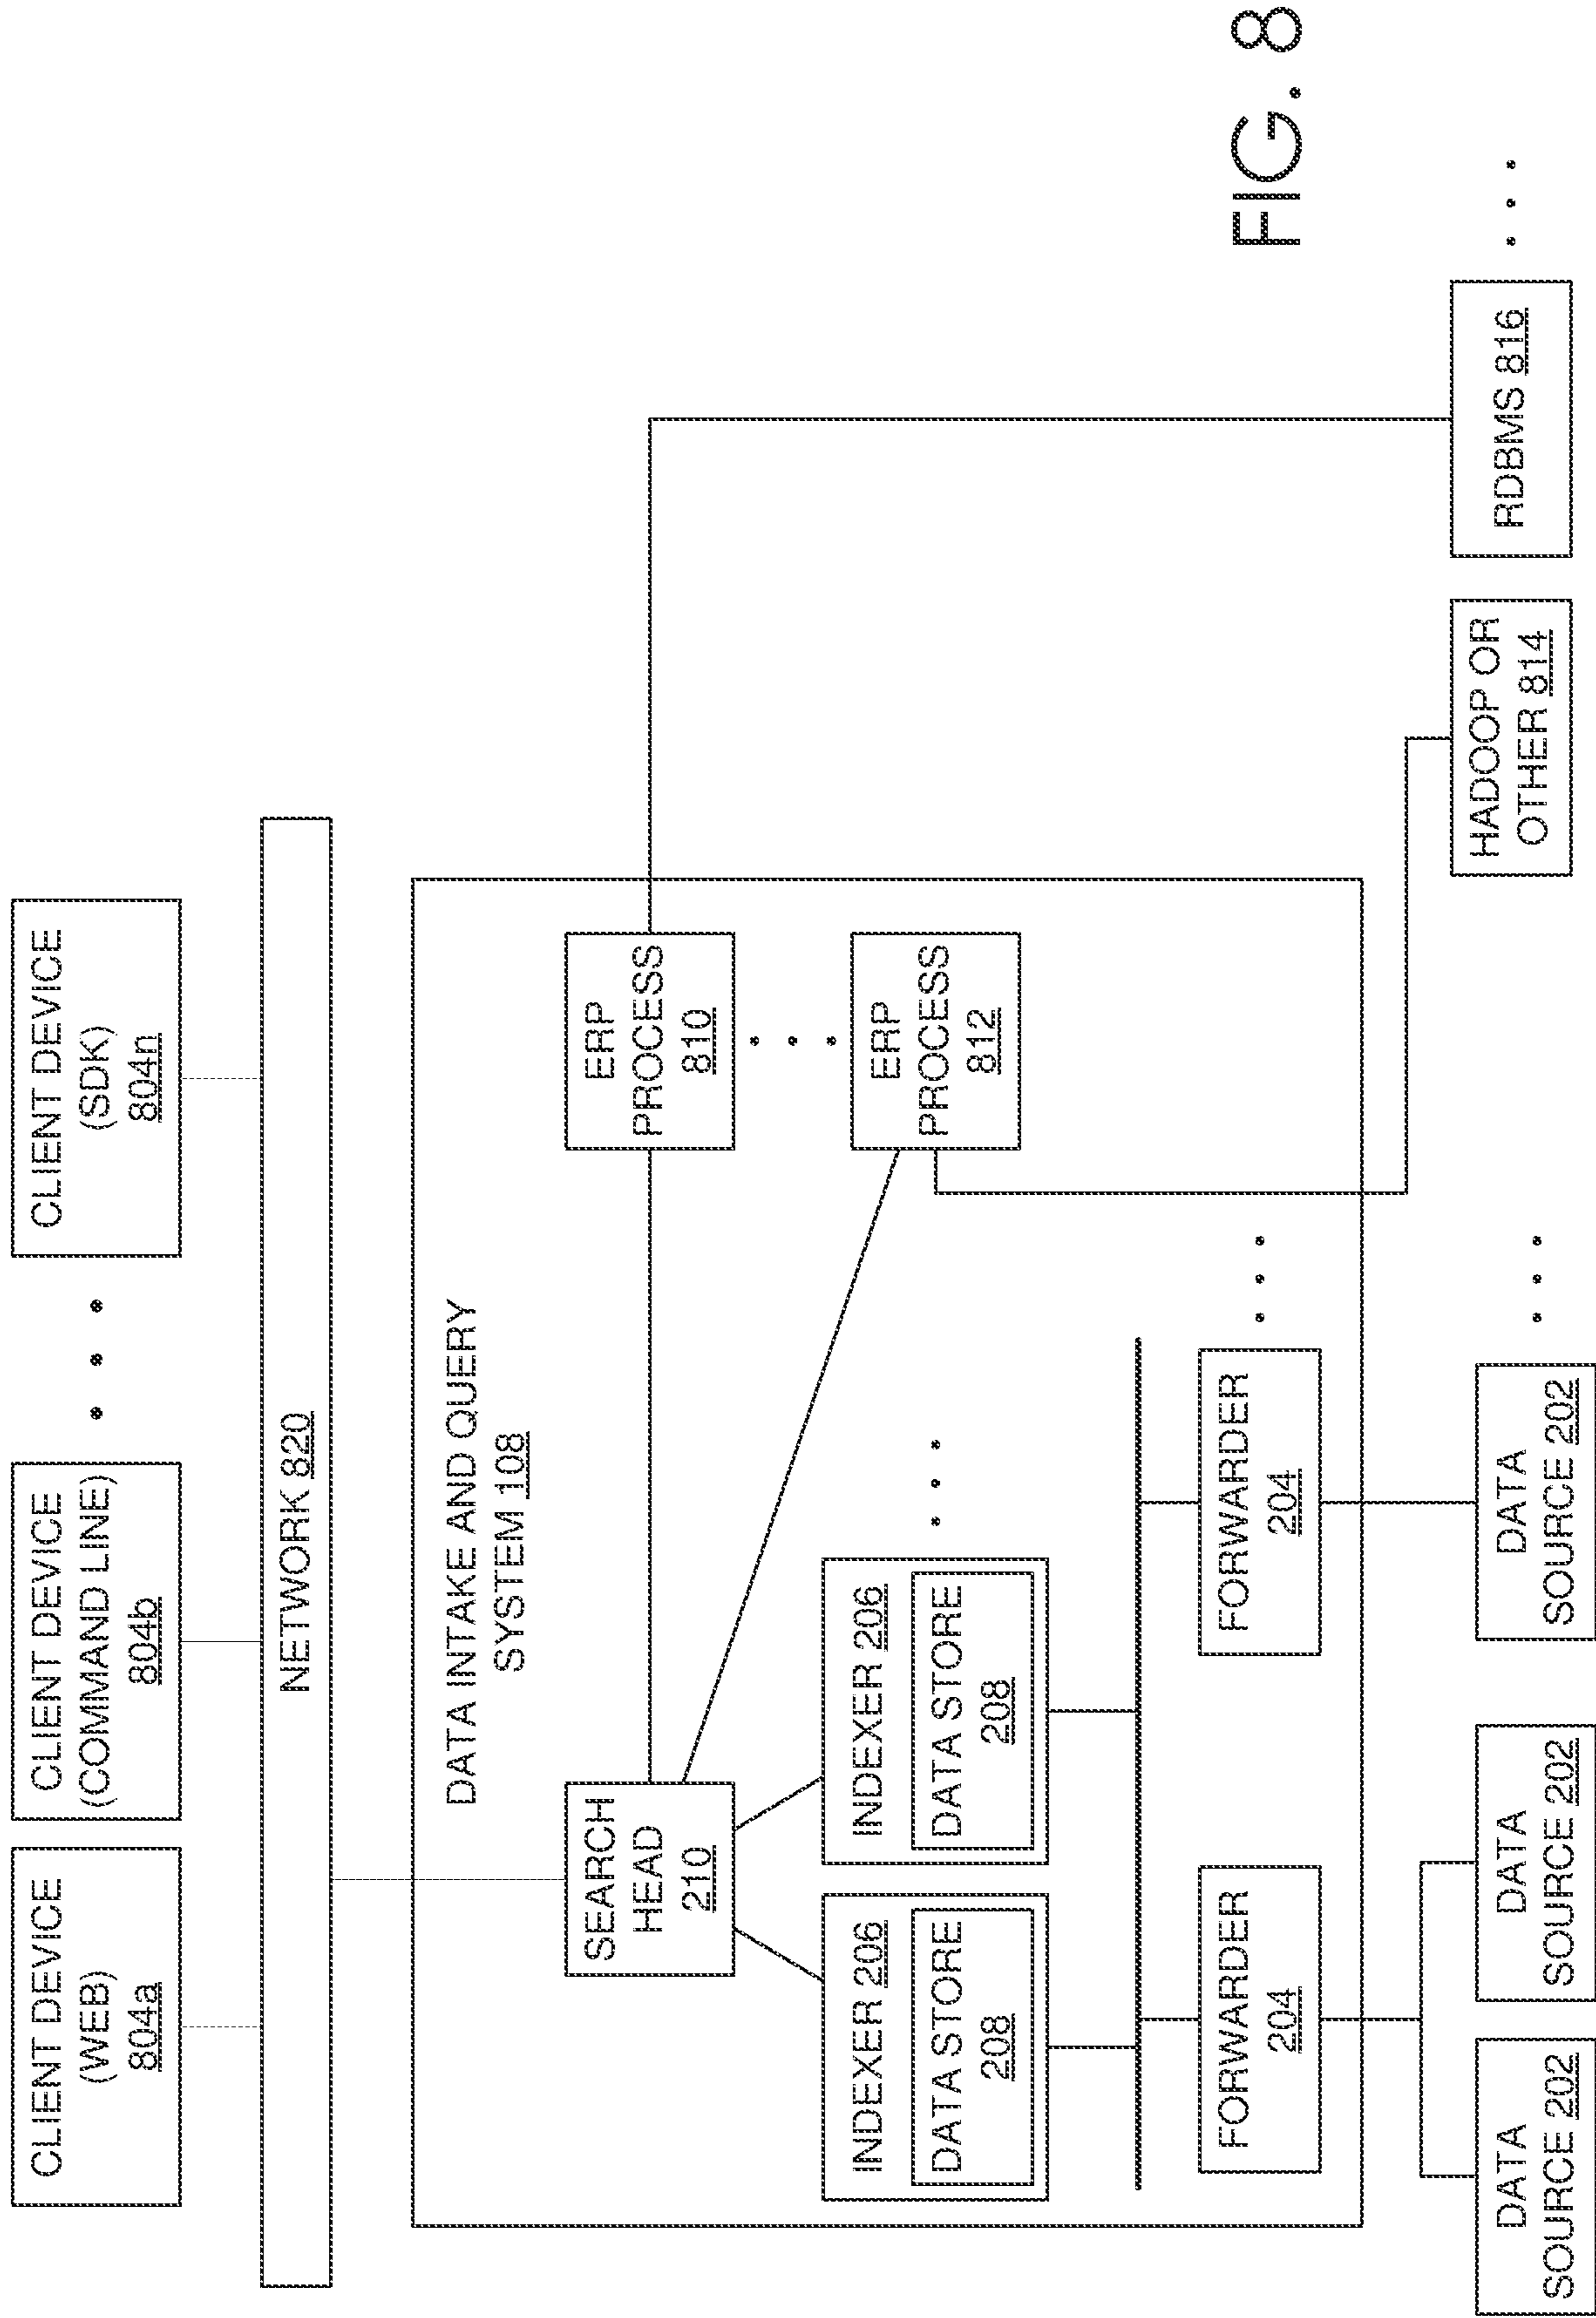 CLIENT DEVICE
(WEB)
804a
CLIENT DEVICE
(COMMAND LINE)
804b
CLIENT DEVICE
(SDK)
804n
NETWORK 820
DATA INTAKE AND QUERY
SYSTEM 108
SEARCH
HEAD
210
ERP
PROCESS
810
ERP
PROCESS
812
INDEXER 206
DATA STORE
208
INDEXER 206
DATA STORE
208
FORWARDER
204
FORWARDER
204
DATA
SOURCE 202
DATA
SOURCE 202
DATA
SOURCE 202
HADOOP OR
OTHER 814
RDBMS 816
FIG. 8